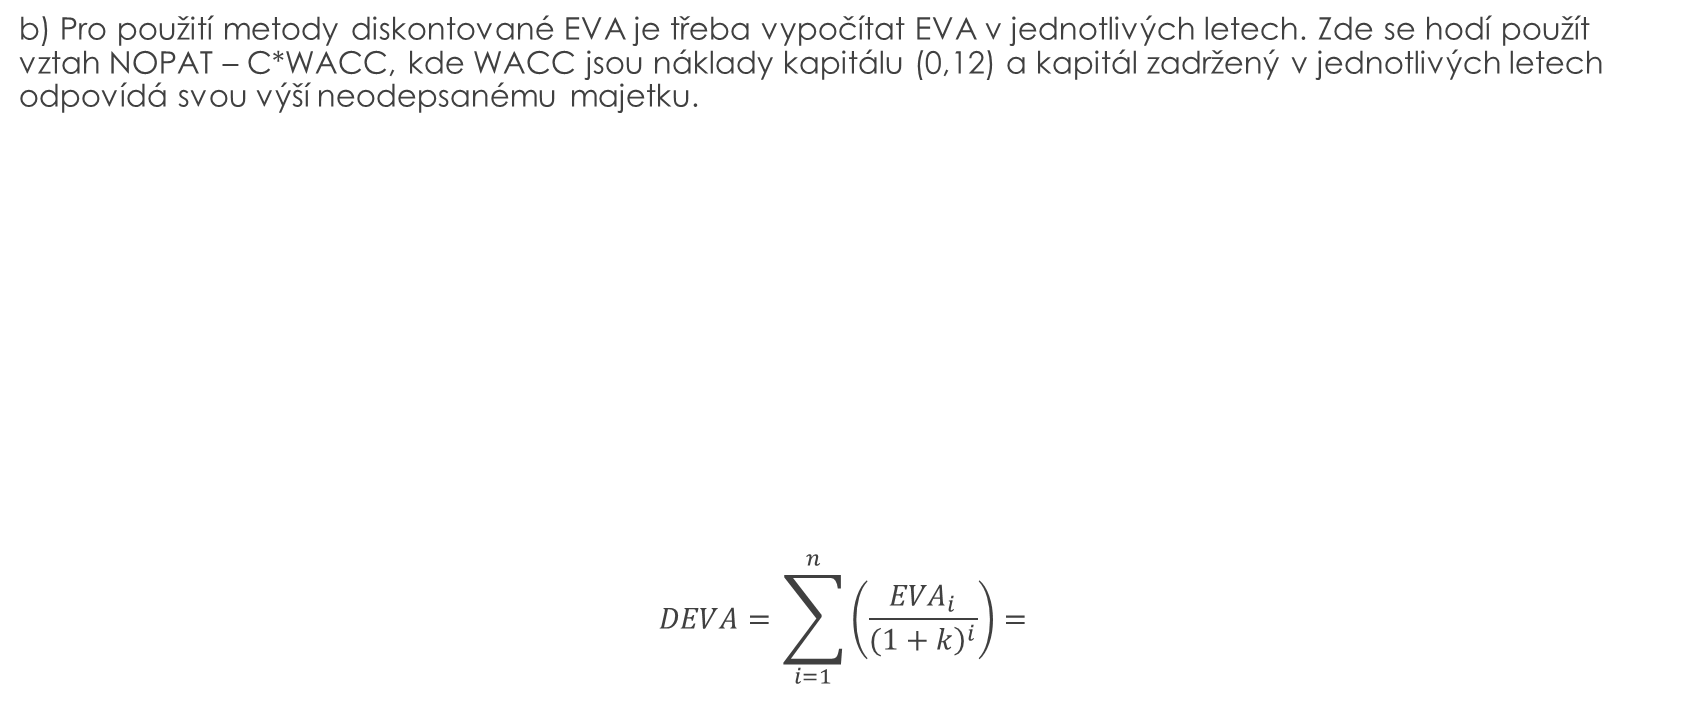 b) Pro použití metody diskontované EVA je třeba vypočítat EVA v jednotlivých letech. Zde se hodí použít
vztah NOPAT – C*WACC, kde WACC jsou náklady kapitálu (0,12) a kapitál zadržený v jednotlivých letech
odpovídá svou výší neodepsanému majetku.
n
DEVA = ∑ ( EVAᵢ / (1 + k)ⁱ ) =
i=1